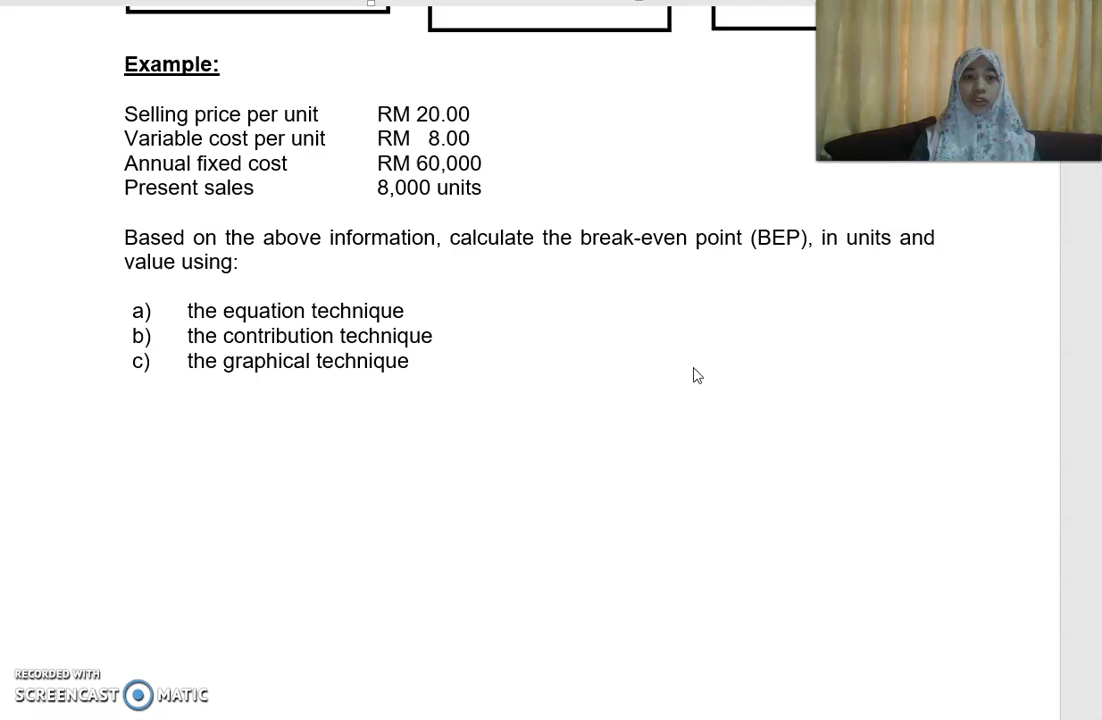 Example:
Selling price per unit RM 20.00
Variable cost per unit RM 8.00
Annual fixed cost RM 60,000
Present sales 8,000 units
Based on the above information, calculate the break-even point (BEP), in units and
value using:
a) the equation technique
b) the contribution technique
c) the graphical technique
RECORDED WITH
SCREENCAST MATIC